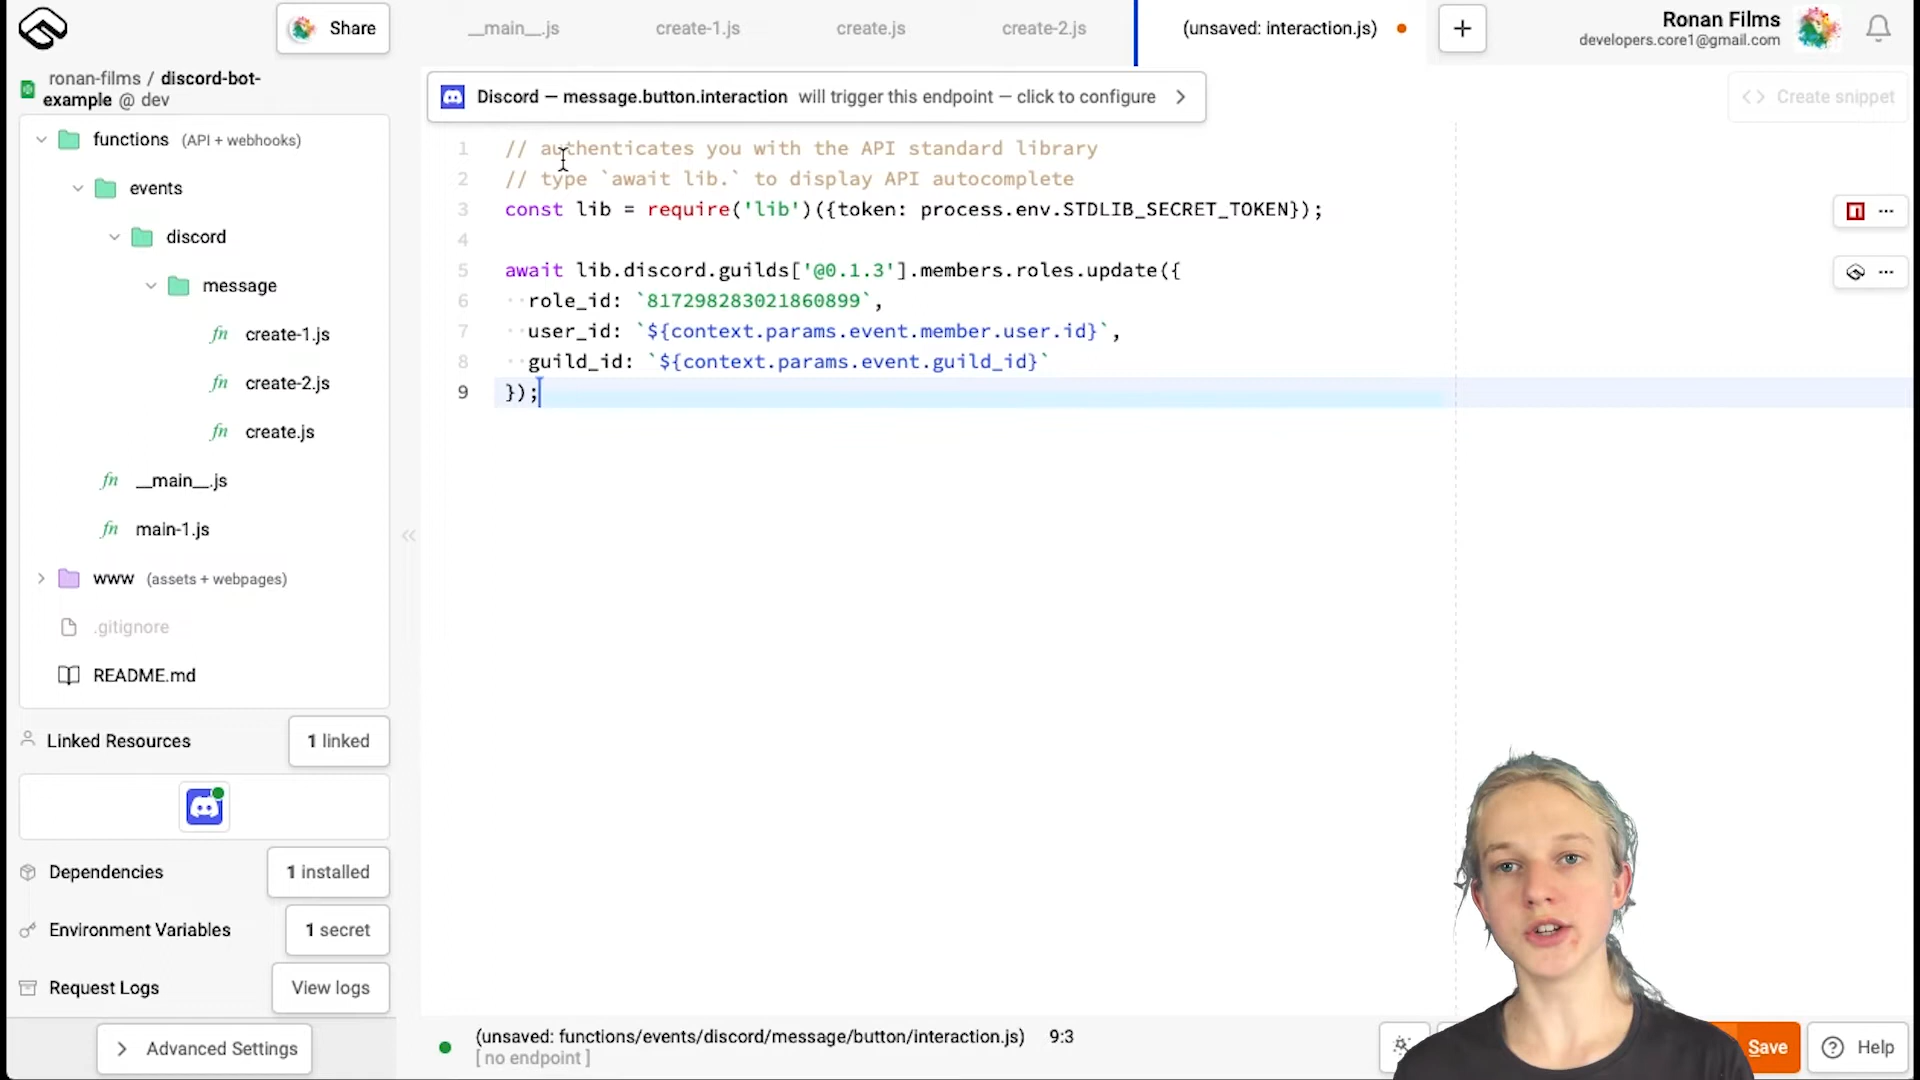 Share
__main__.js
create-1.js
create.js
create-2.js
(unsaved: interaction.js)
Ronan Films
developers.core1@gmail.com
ronan-films / discord-bot-
example @ dev
Discord — message.button.interaction will trigger this endpoint — click to configure
Create snippet
functions (API + webhooks)
events
discord
message
fn create-1.js
fn create-2.js
fn create.js
fn __main__.js
fn main-1.js
www (assets + webpages)
.gitignore
README.md
1 // authenticates you with the API standard library
2 // type `await lib.` to display API autocomplete
3 const lib = require('lib')({token: process.env.STDLIB_SECRET_TOKEN});
4
5 await lib.discord.guilds['@0.1.3'].members.roles.update({
6 role_id: `817298283021860899`,
7 user_id: `${context.params.event.member.user.id}`,
8 guild_id: `${context.params.event.guild_id}`
9 });
Linked Resources
1 linked
Dependencies
1 installed
Environment Variables
1 secret
Request Logs
View logs
Advanced Settings
(unsaved: functions/events/discord/message/button/interaction.js) 9:3
[ no endpoint ]
Save
Help